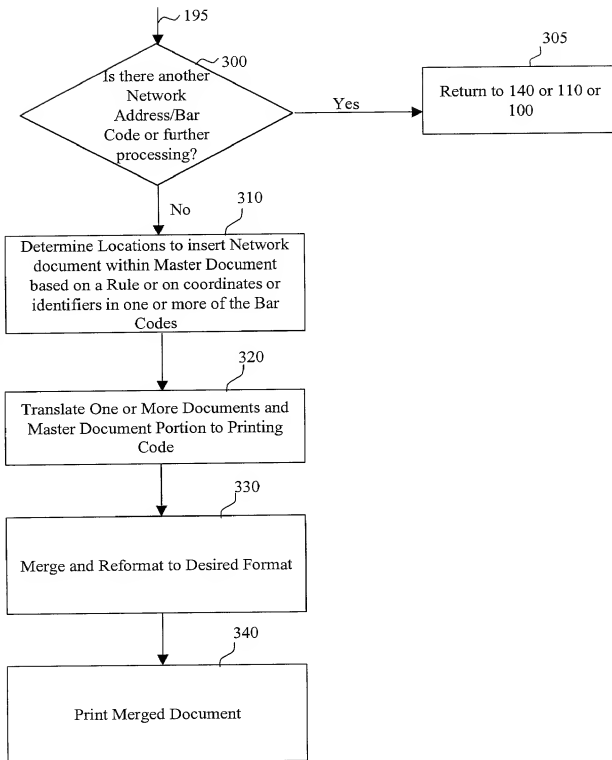 195
300
Is there another
Network
Address/Bar
Code or further
processing?
Yes
305
Return to 140 or 110 or
100
No
310
Determine Locations to insert Network
document within Master Document
based on a Rule or on coordinates or
identifiers in one or more of the Bar
Codes
320
Translate One or More Documents and
Master Document Portion to Printing
Code
330
Merge and Reformat to Desired Format
340
Print Merged Document